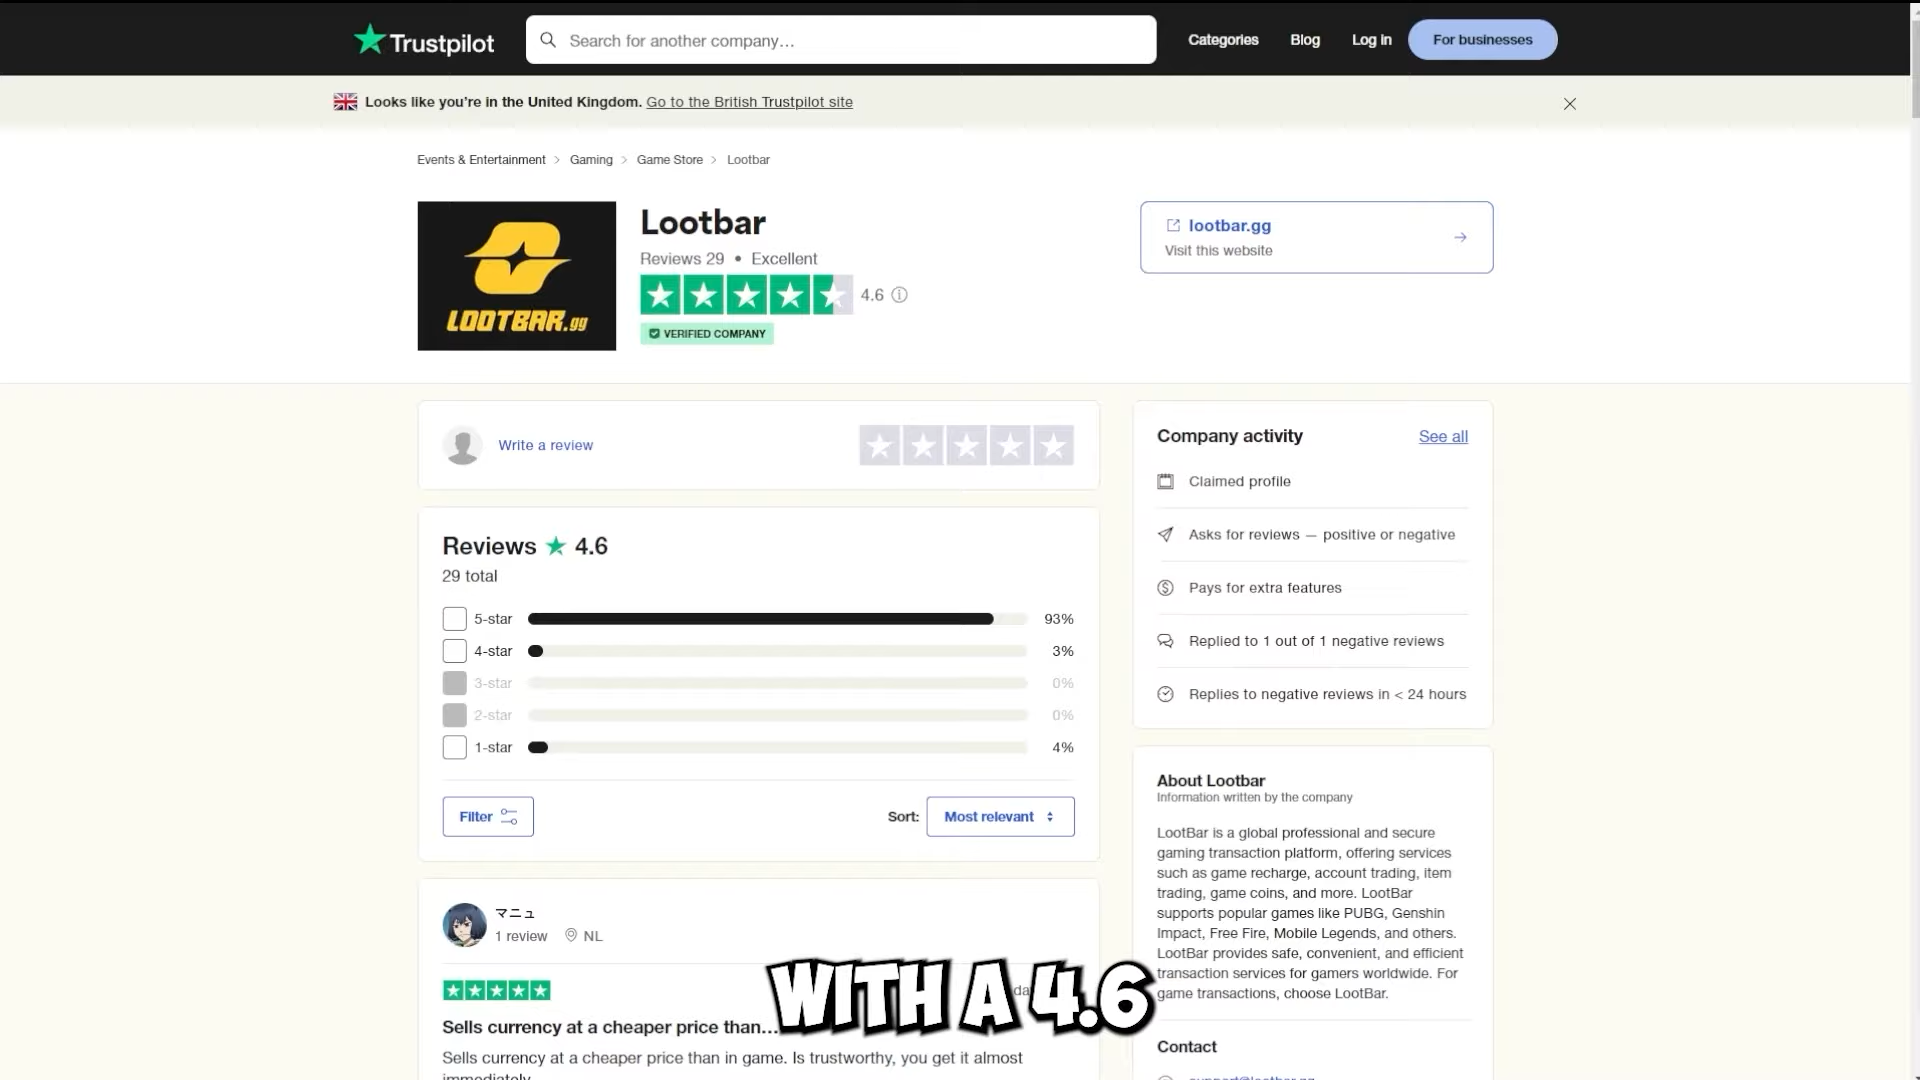 Trustpilot
Search for another company...
Categories
Blog
Log in
For businesses
Looks like you're in the United Kingdom. Go to the British Trustpilot site
Events & Entertainment > Gaming > Game Store > Lootbar
LOOTBAR.gg
Lootbar
Reviews 29 • Excellent
4.6
VERIFIED COMPANY
lootbar.gg
Visit this website
Write a review
Reviews 4.6
29 total
5-star 93%
4-star 3%
3-star 0%
2-star 0%
1-star 4%
Filter
Sort: Most relevant
マニュ
1 review NL
Sells currency at a cheaper price than...
Sells currency at a cheaper price than in game. Is trustworthy, you get it almost
immediately
WITH A 4.6
Company activity See all
Claimed profile
Asks for reviews — positive or negative
Pays for extra features
Replied to 1 out of 1 negative reviews
Replies to negative reviews in < 24 hours
About Lootbar
Information written by the company
LootBar is a global professional and secure
gaming transaction platform, offering services
such as game recharge, account trading, item
trading, game coins, and more. LootBar
supports popular games like PUBG, Genshin
Impact, Free Fire, Mobile Legends, and others.
LootBar provides safe, convenient, and efficient
transaction services for gamers worldwide. For
game transactions, choose LootBar.
Contact